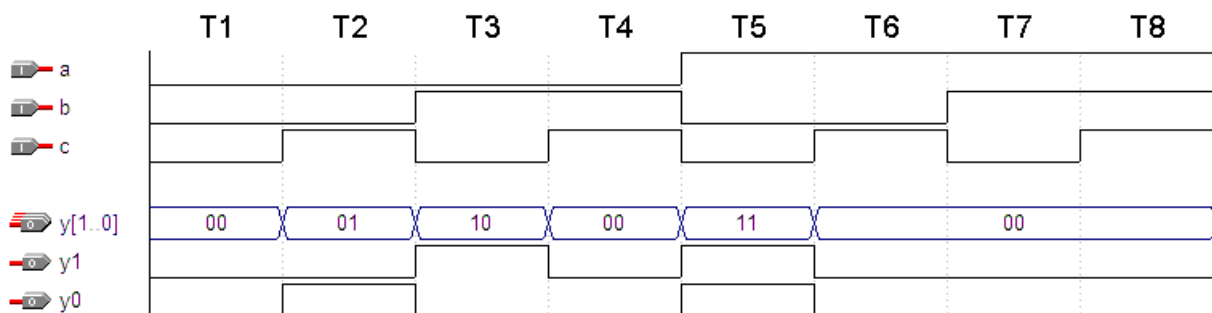 T1 T2 T3 T4 T5 T6 T7 T8
I a
I b
I c
O y[1..0] 00 01 10 00 11 00
O y1
O y0